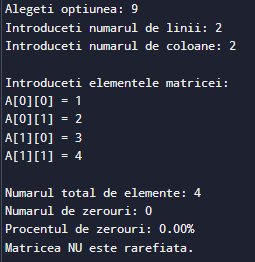 Alegeti optiunea: 9
Introduceti numarul de linii: 2
Introduceti numarul de coloane: 2
Introduceti elementele matricei:
A[0][0] = 1
A[0][1] = 2
A[1][0] = 3
A[1][1] = 4
Numarul total de elemente: 4
Numarul de zerouri: 0
Procentul de zerouri: 0.00%
Matricea NU este rarefiata.